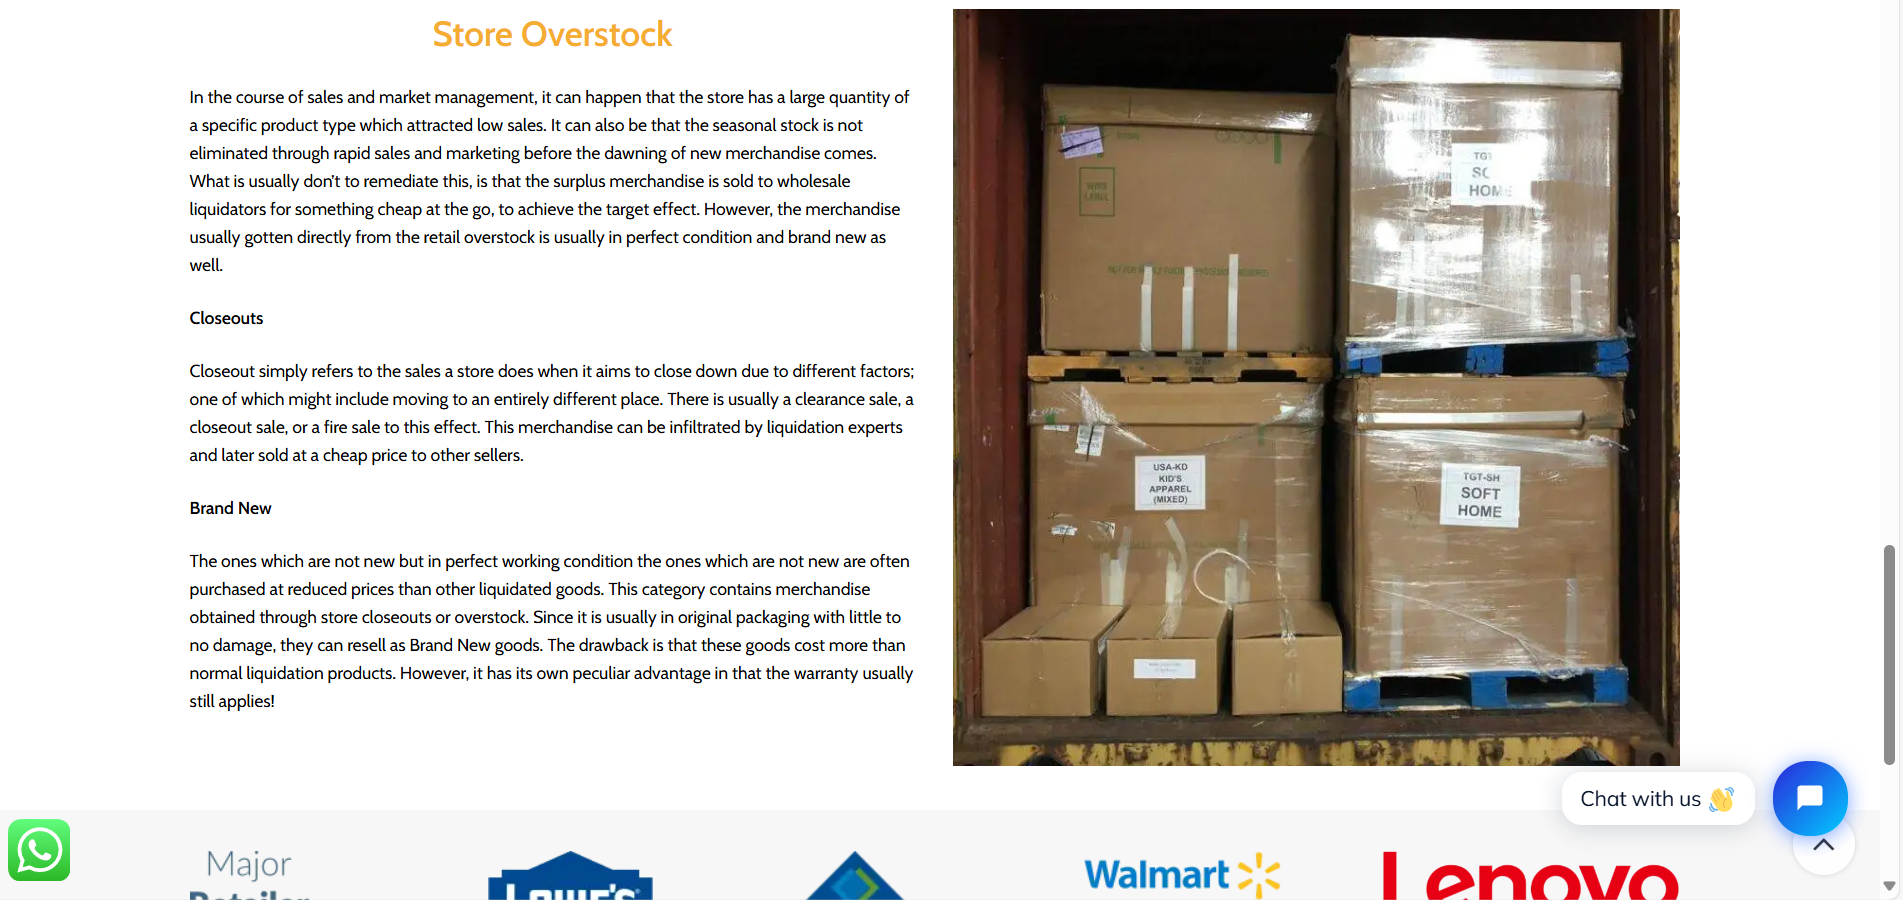 Store Overstock
In the course of sales and market management, it can happen that the store has a large quantity of
a specific product type which attracted low sales. It can also be that the seasonal stock is not
eliminated through rapid sales and marketing before the dawning of new merchandise comes.
What is usually don't to remediate this, is that the surplus merchandise is sold to wholesale
liquidators for something cheap at the go, to achieve the target effect. However, the merchandise
usually gotten directly from the retail overstock is usually in perfect condition and brand new as
well.
Closeouts
Closeout simply refers to the sales a store does when it aims to close down due to different factors;
one of which might include moving to an entirely different place. There is usually a clearance sale, a
closeout sale, or a fire sale to this effect. This merchandise can be infiltrated by liquidation experts
and later sold at a cheap price to other sellers.
Brand New
The ones which are not new but in perfect working condition the ones which are not new are often
purchased at reduced prices than other liquidated goods. This category contains merchandise
obtained through store closeouts or overstock. Since it is usually in original packaging with little to
no damage, they can resell as Brand New goods. The drawback is that these goods cost more than
normal liquidation products. However, it has its own peculiar advantage in that the warranty usually
still applies!
LABEL
HOME
USA-KD
KID'S
APPAREL
(MIXED)
TGT-SH
SOFT
HOME
Chat with us 👋
Major
Retailer
LOWE'S
Walmart
Lenovo